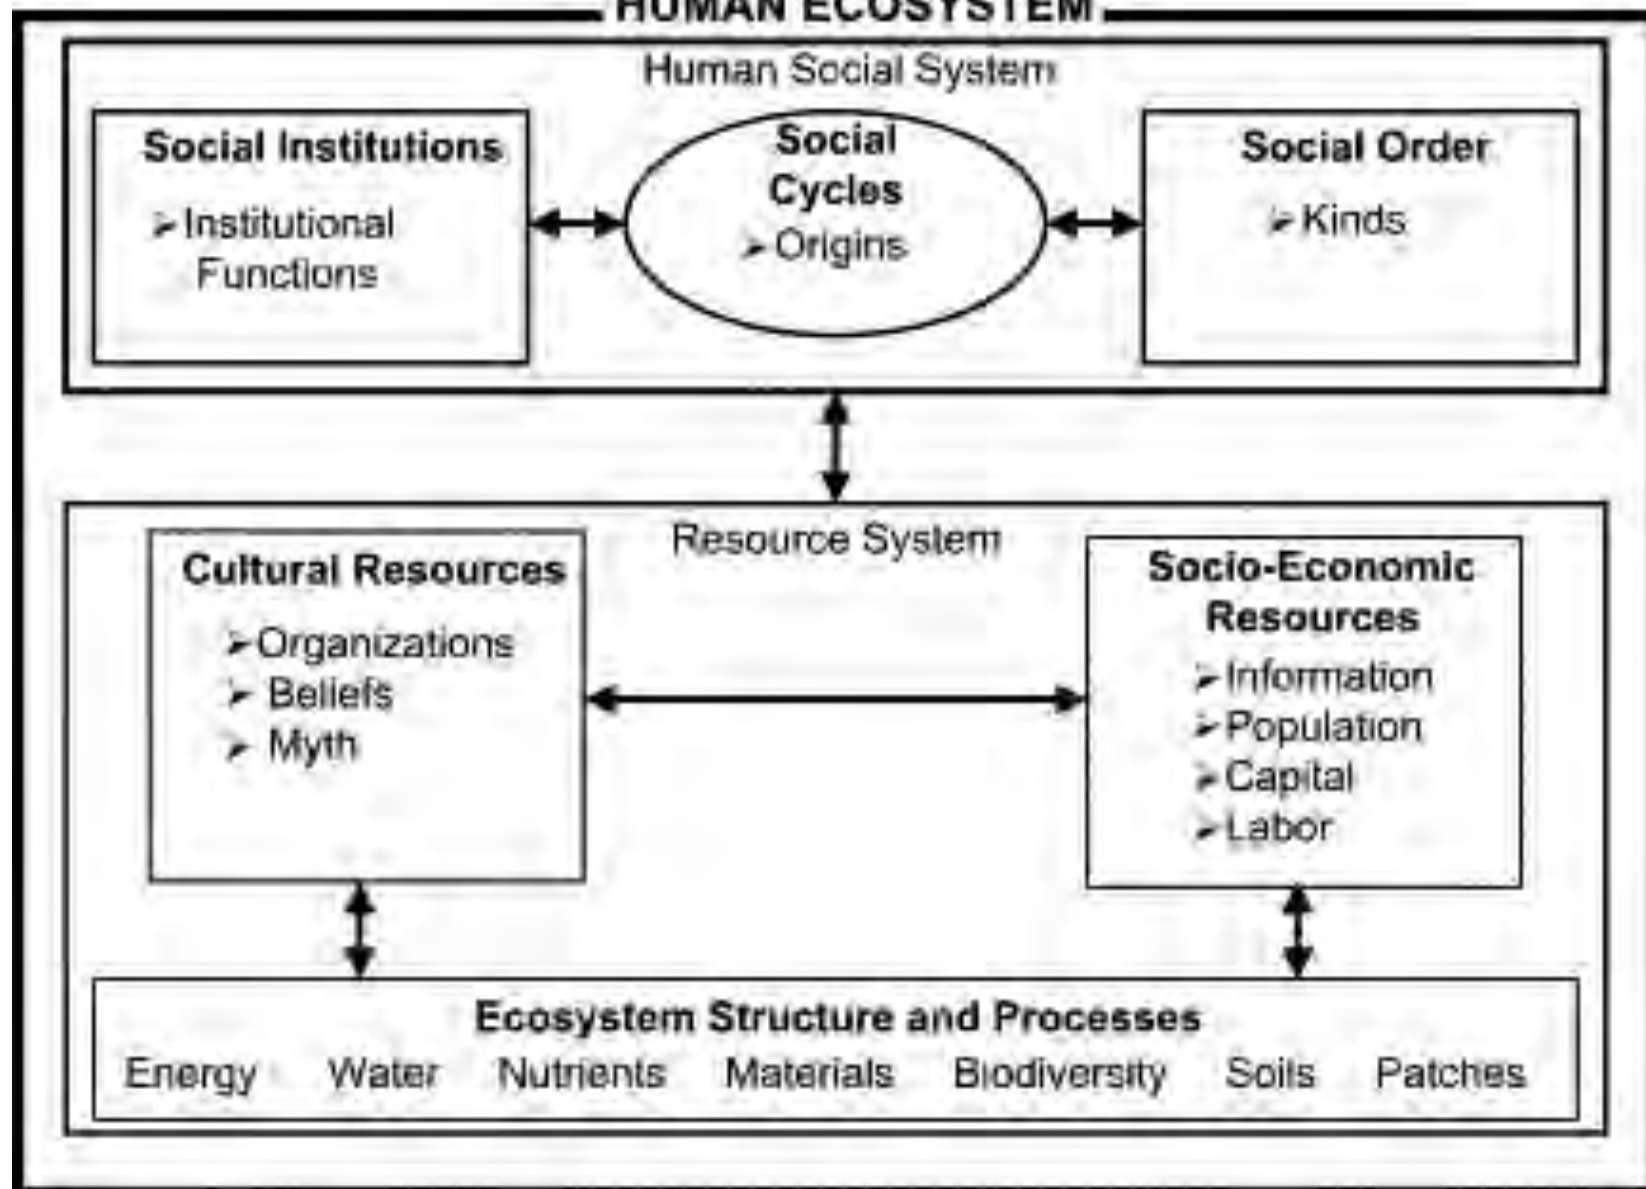 HUMAN ECOSYSTEM
Human Social System
Social Institutions
➢Institutional
Functions
Social
Cycles
➢Origins
Social Order
➢Kinds
Resource System
Cultural Resources
➢Organizations
➢ Beliefs
➢ Myth
Socio-Economic
Resources
➢Information
➢Population
➢Capital
➢Labor
Ecosystem Structure and Processes
Energy Water Nutrients Materials Biodiversity Soils Patches